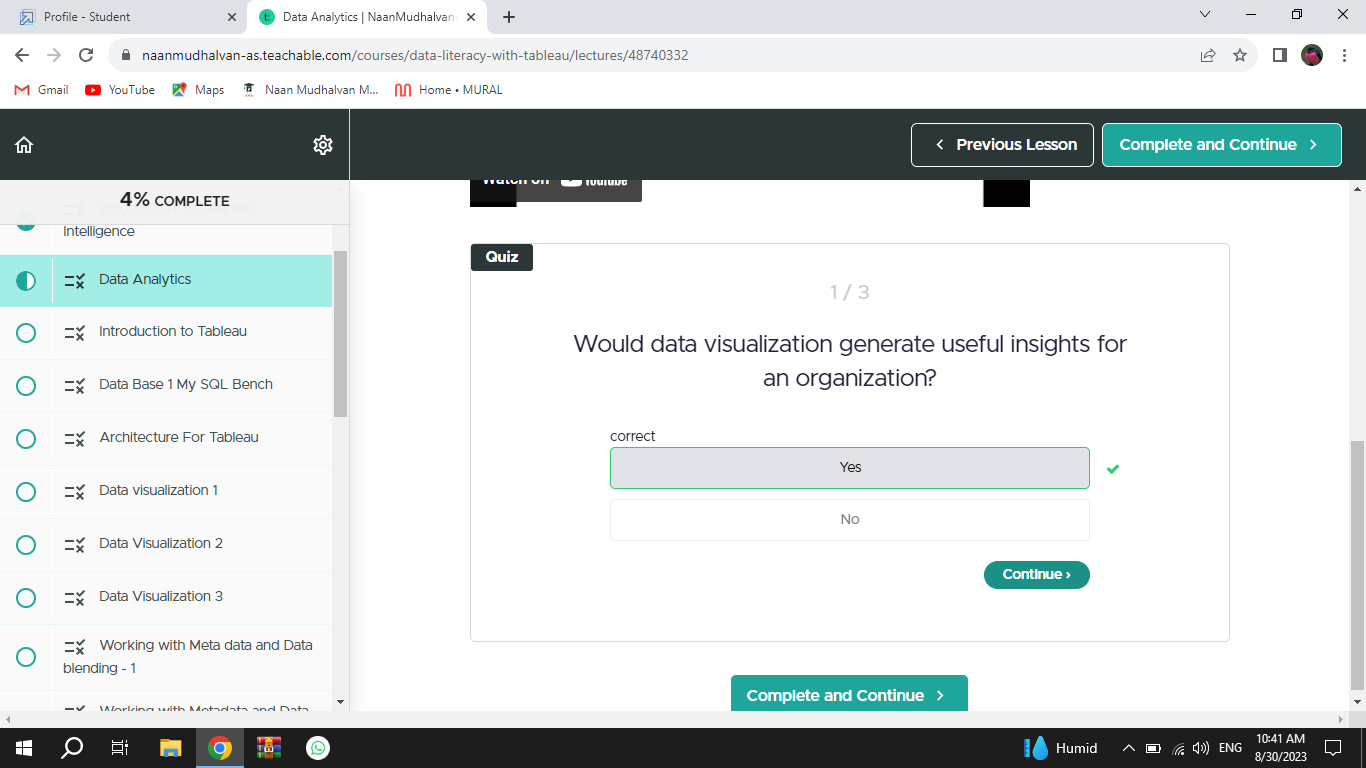 Profile - Student
Data Analytics | NaanMudhalvan-
naanmudhalvan-as.teachable.com/courses/data-literacy-with-tableau/lectures/48740332
Gmail
YouTube
Maps
Naan Mudhalvan M...
Home • MURAL
Previous Lesson
Complete and Continue
4% COMPLETE
Intelligence
Data Analytics
Introduction to Tableau
Data Base 1 My SQL Bench
Architecture For Tableau
Data visualization 1
Data Visualization 2
Data Visualization 3
Working with Meta data and Data
blending - 1
Working with Metadata and Data
Watch on YouTube
Quiz
1 / 3
Would data visualization generate useful insights for
an organization?
correct
Yes
No
Continue ›
Complete and Continue
Humid
ENG
10:41 AM
8/30/2023